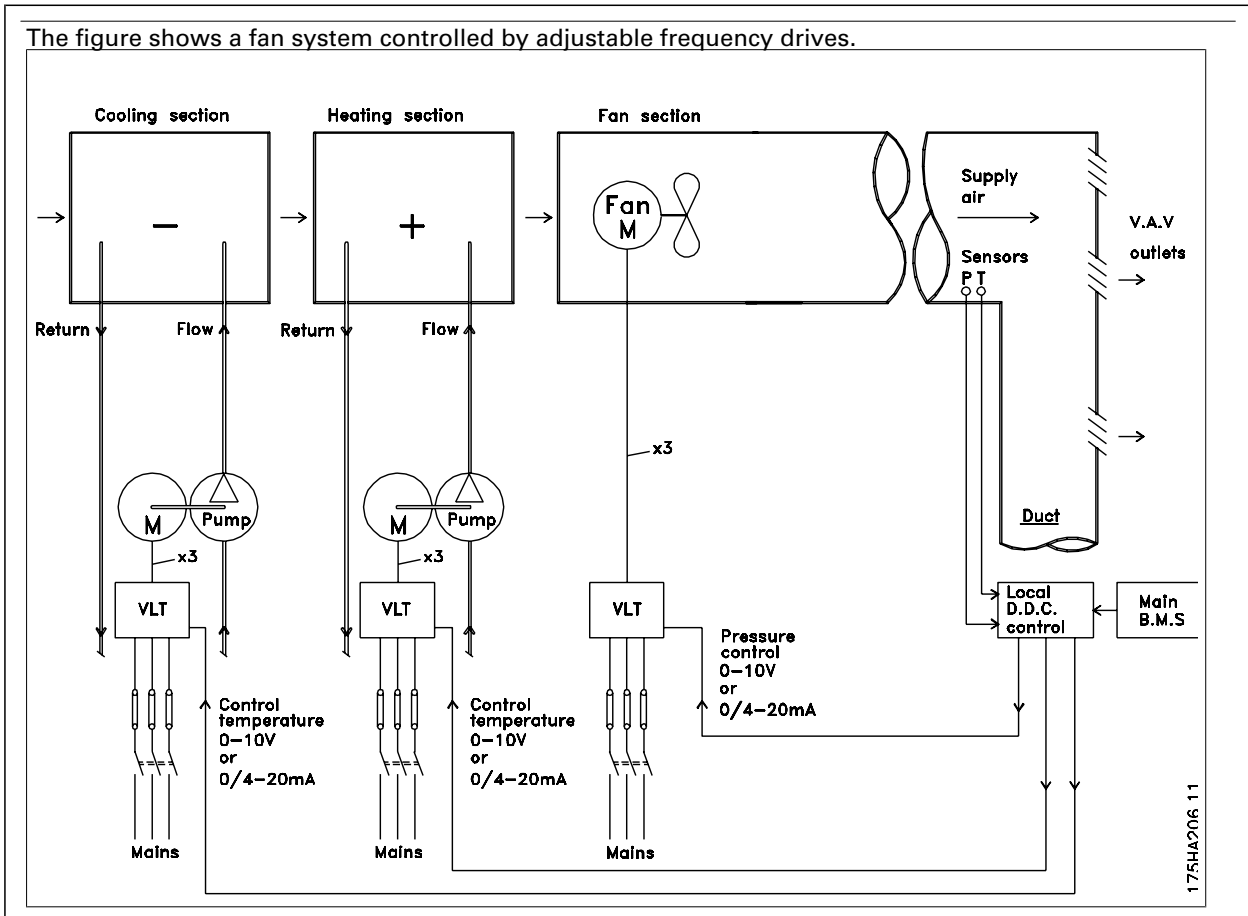 The figure shows a fan system controlled by adjustable frequency drives.
Cooling section
Heating section
Fan section
−
+
Fan
M
Supply
air
Sensors
P T
V.A.V
outlets
Return
Flow
Return
Flow
x3
Duct
M
Pump
M
Pump
x3
x3
VLT
VLT
VLT
Local
D.D.C.
control
Main
B.M.S
Pressure
control
0-10V
or
0/4-20mA
Control
temperature
0-10V
or
0/4-20mA
Control
temperature
0-10V
or
0/4-20mA
Mains
Mains
Mains
175HA206.11